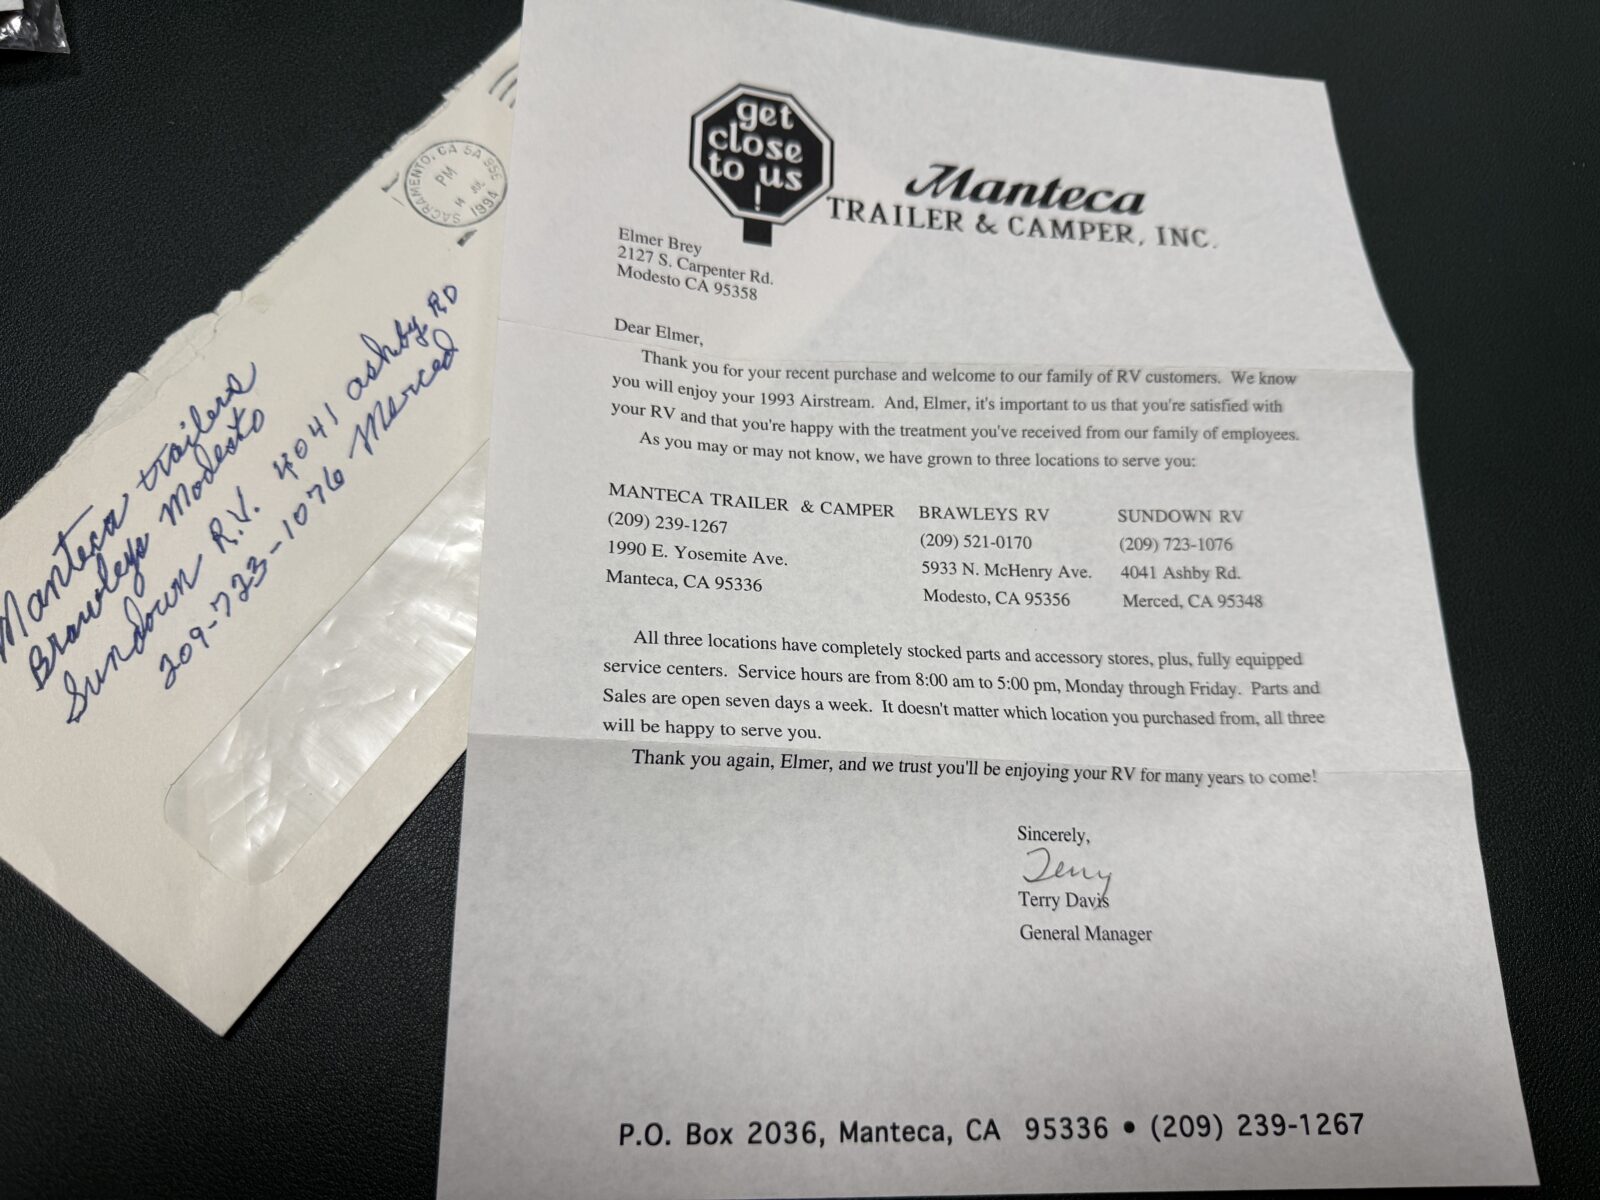 SACRAMENTO, CA SA 956
PM
14 JUL
1994
Manteca trailers
Brawleys Modesto
Sundown R.V. 4041 ashby RD
209-723-1076 Merced
get
close
to us
!
Manteca
TRAILER & CAMPER, INC.
Elmer Brey
2127 S. Carpenter Rd.
Modesto CA 95358
Dear Elmer,
Thank you for your recent purchase and welcome to our family of RV customers. We know
you will enjoy your 1993 Airstream. And, Elmer, it's important to us that you're satisfied with
your RV and that you're happy with the treatment you've received from our family of employees.
As you may or may not know, we have grown to three locations to serve you:
MANTECA TRAILER & CAMPER BRAWLEYS RV SUNDOWN RV
(209) 239-1267 (209) 521-0170 (209) 723-1076
1990 E. Yosemite Ave. 5933 N. McHenry Ave. 4041 Ashby Rd.
Manteca, CA 95336 Modesto, CA 95356 Merced, CA 95348
All three locations have completely stocked parts and accessory stores, plus, fully equipped
service centers. Service hours are from 8:00 am to 5:00 pm, Monday through Friday. Parts and
Sales are open seven days a week. It doesn't matter which location you purchased from, all three
will be happy to serve you.
Thank you again, Elmer, and we trust you'll be enjoying your RV for many years to come!
Sincerely,
Terry
Terry Davis
General Manager
P.O. Box 2036, Manteca, CA 95336 • (209) 239-1267